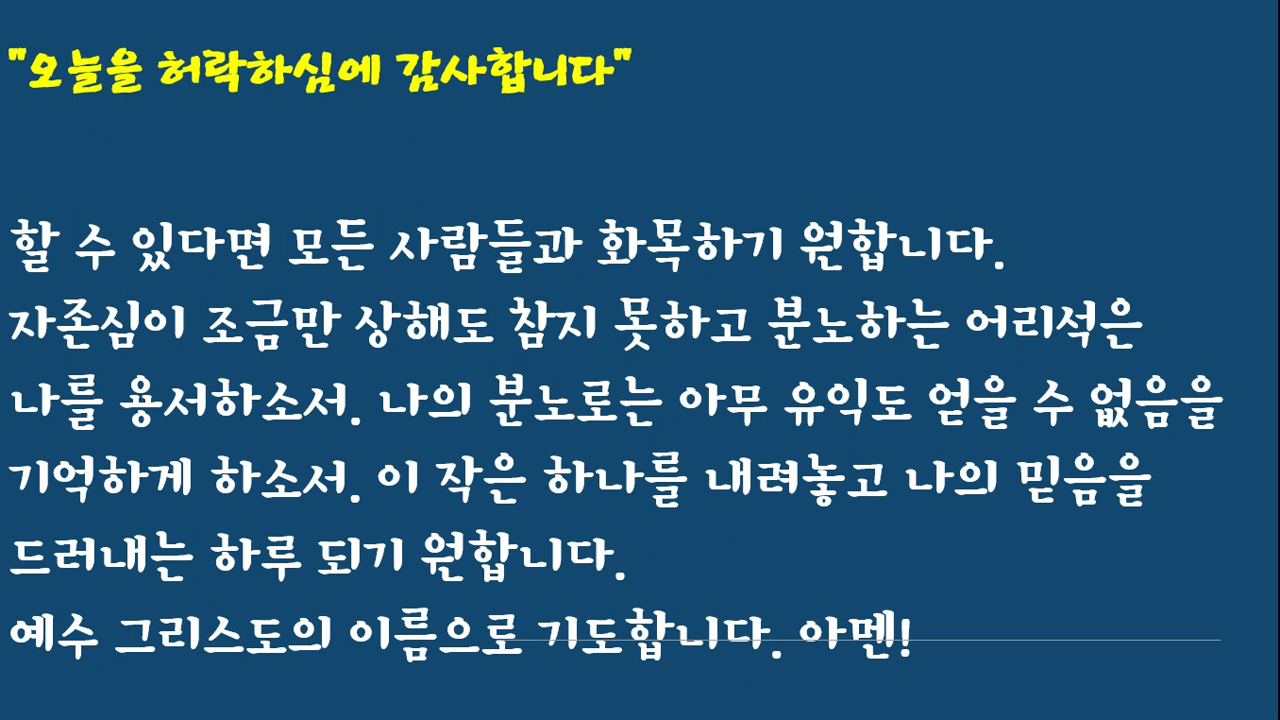 "오늘을 허락하심에 감사합니다"
할 수 있다면 모든 사람들과 화목하기 원합니다.
자존심이 조금만 상해도 참지 못하고 분노하는 어리석은
나를 용서하소서. 나의 분노로는 아무 유익도 얻을 수 없음을
기억하게 하소서. 이 작은 하나를 내려놓고 나의 믿음을
드러내는 하루 되기 원합니다.
예수 그리스도의 이름으로 기도합니다. 아멘!